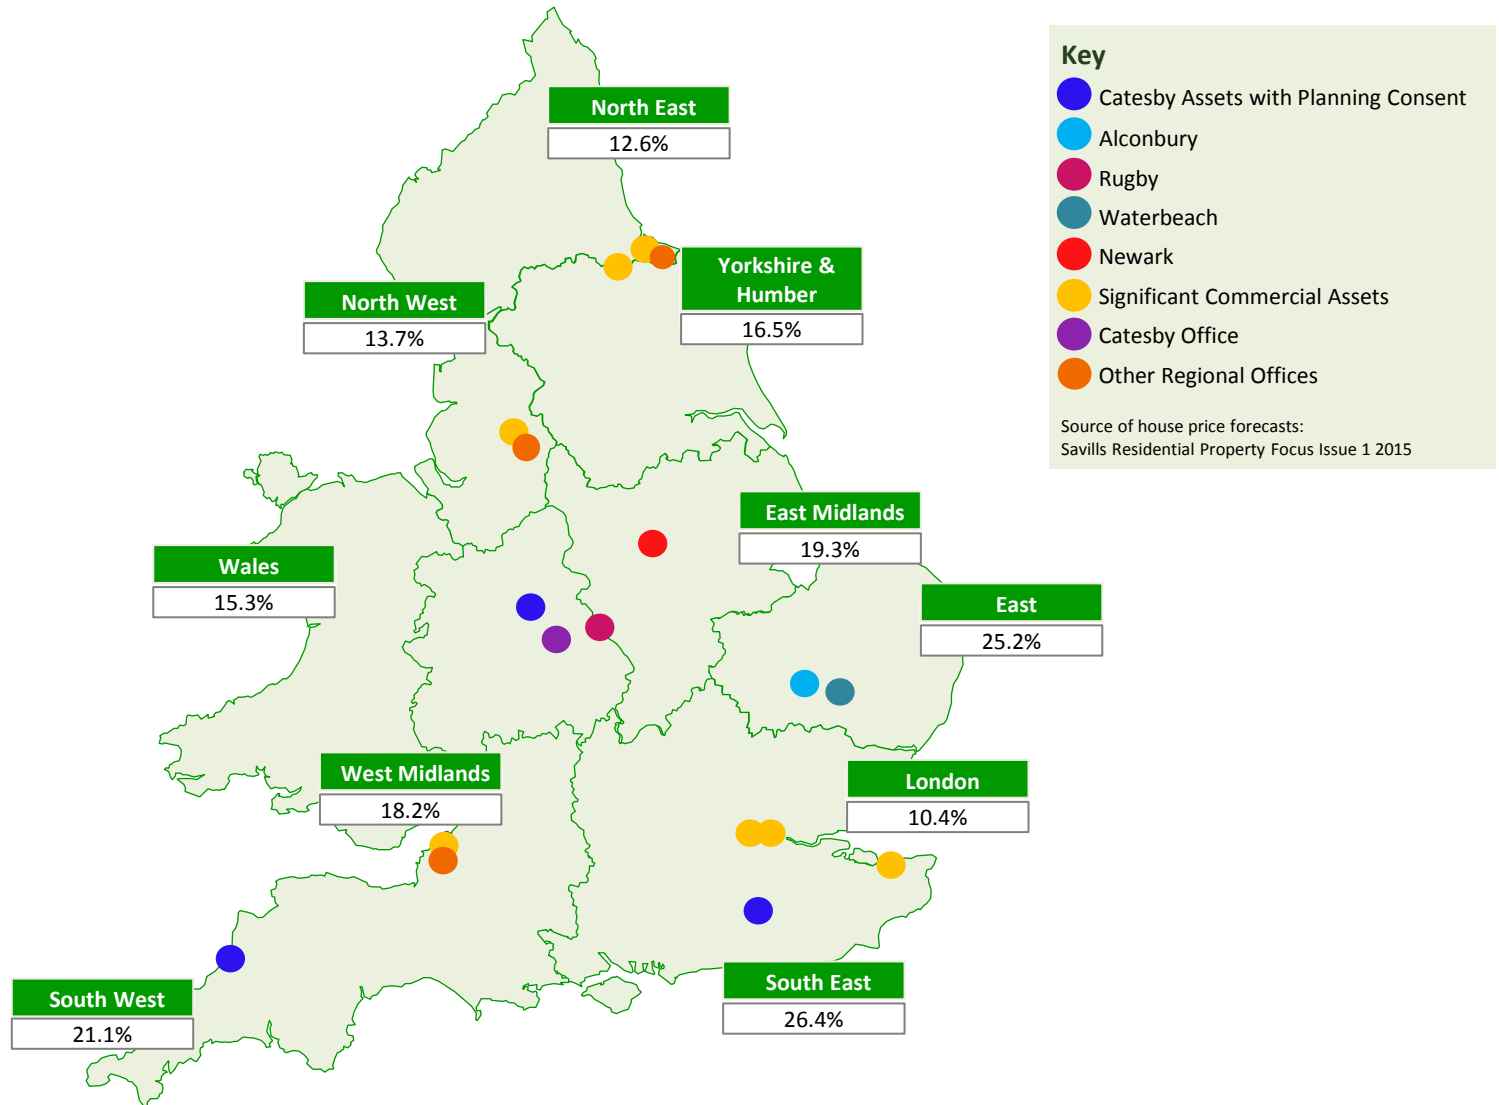 North East
12.6%
Yorkshire &
Humber
16.5%
North West
13.7%
East Midlands
19.3%
Wales
15.3%
East
25.2%
West Midlands
18.2%
London
10.4%
South West
21.1%
South East
26.4%
Key
Catesby Assets with Planning Consent
Alconbury
Rugby
Waterbeach
Newark
Significant Commercial Assets
Catesby Office
Other Regional Offices
Source of house price forecasts:
Savills Residential Property Focus Issue 1 2015